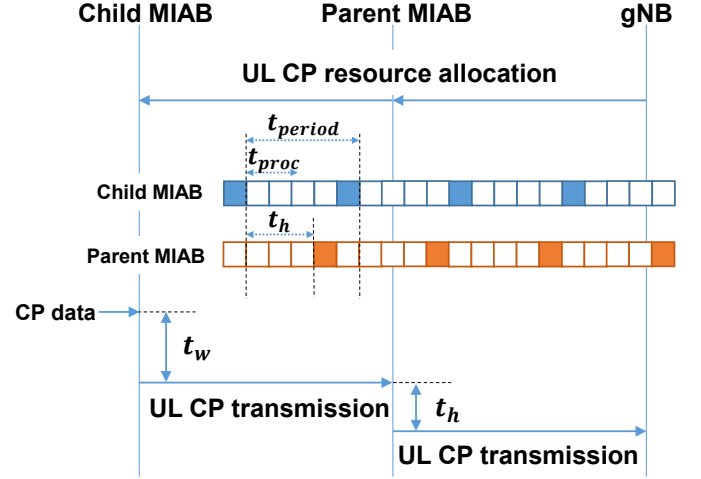 Child MIAB Parent MIAB gNB
UL CP resource allocation
t_period
t_proc
Child MIAB
t_h
Parent MIAB
CP data
t_w
UL CP transmission
t_h
UL CP transmission